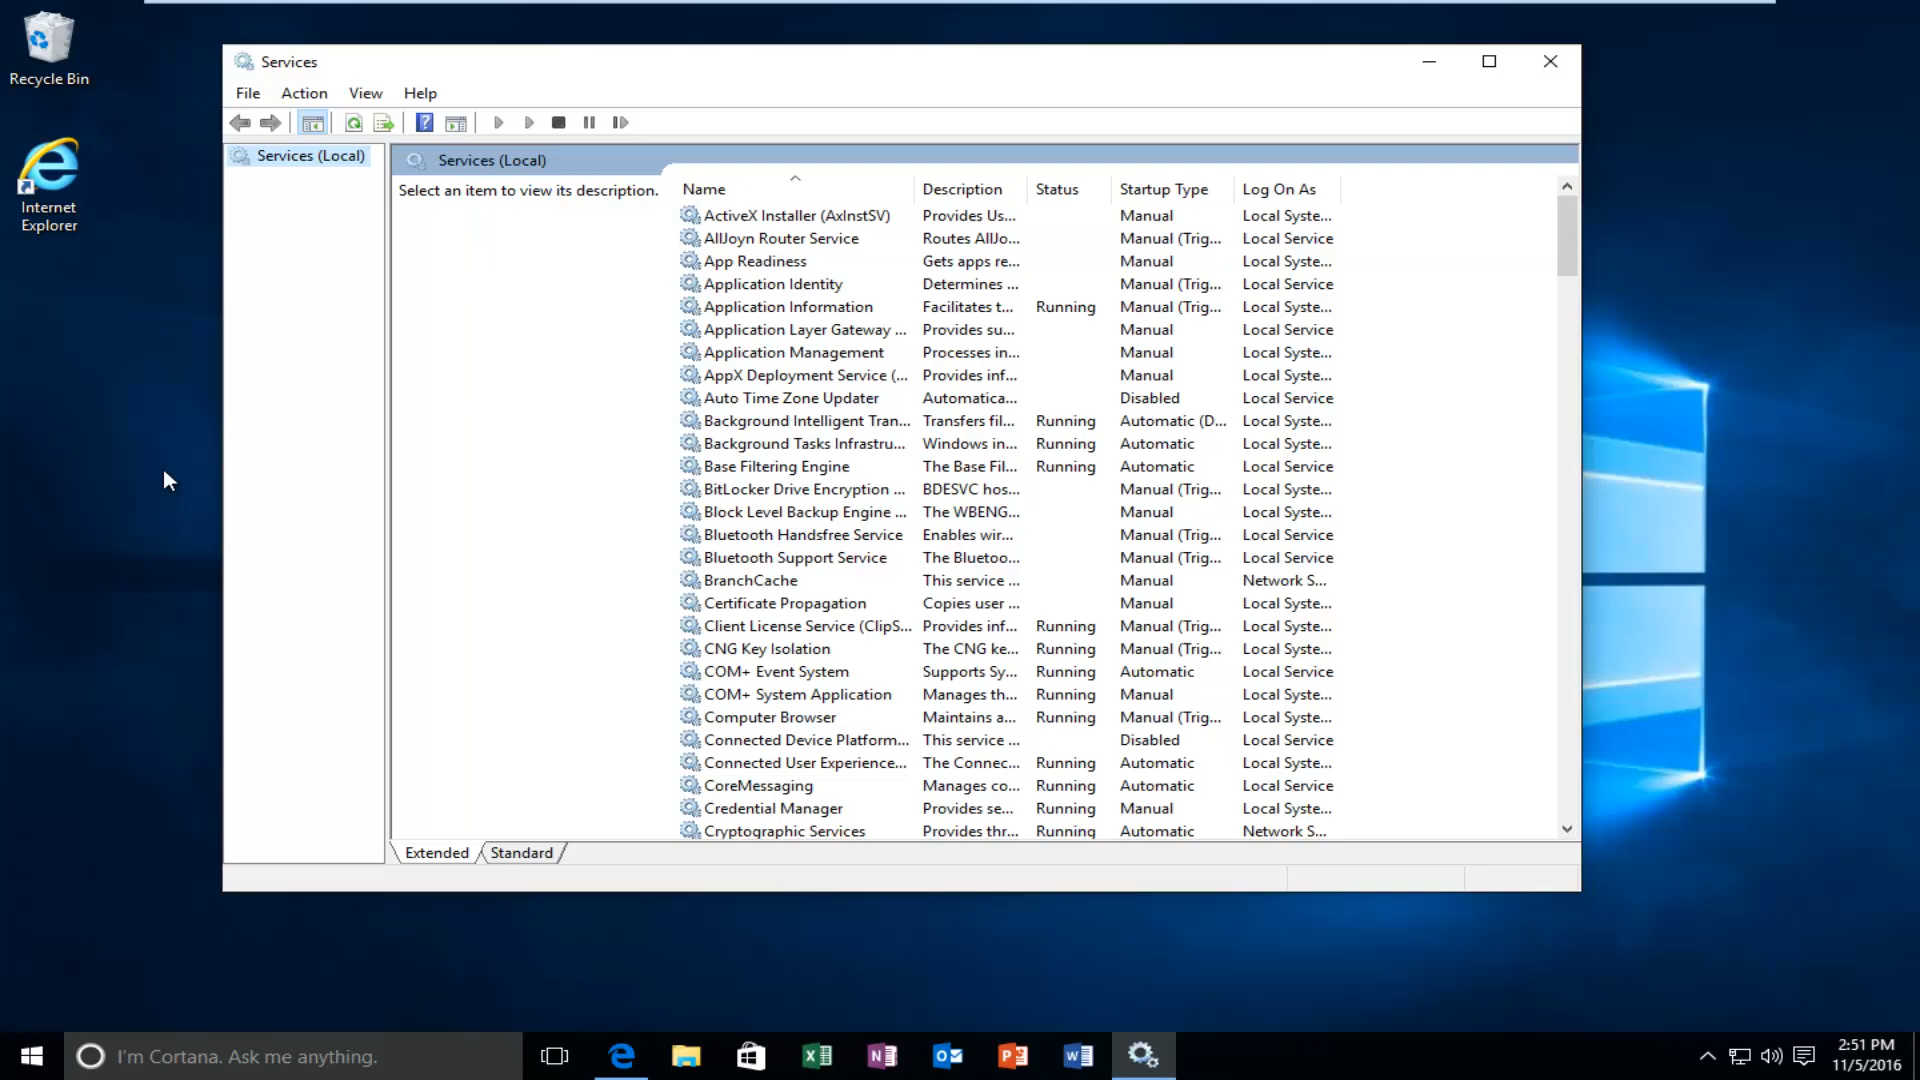 Recycle Bin
Internet
Explorer
Services
File Action View Help
Services (Local)
Services (Local)
Select an item to view its description.
Name Description Status Startup Type Log On As
ActiveX Installer (AxInstSV) Provides Us... Manual Local Syste...
AllJoyn Router Service Routes AllJo... Manual (Trig... Local Service
App Readiness Gets apps re... Manual Local Syste...
Application Identity Determines ... Manual (Trig... Local Service
Application Information Facilitates t... Running Manual (Trig... Local Syste...
Application Layer Gateway ... Provides su... Manual Local Service
Application Management Processes in... Manual Local Syste...
AppX Deployment Service (... Provides inf... Manual Local Syste...
Auto Time Zone Updater Automatica... Disabled Local Service
Background Intelligent Tran... Transfers fil... Running Automatic (D... Local Syste...
Background Tasks Infrastru... Windows in... Running Automatic Local Syste...
Base Filtering Engine The Base Fil... Running Automatic Local Service
BitLocker Drive Encryption ... BDESVC hos... Manual (Trig... Local Syste...
Block Level Backup Engine ... The WBENG... Manual Local Syste...
Bluetooth Handsfree Service Enables wir... Manual (Trig... Local Service
Bluetooth Support Service The Bluetoo... Manual (Trig... Local Service
BranchCache This service ... Manual Network S...
Certificate Propagation Copies user ... Manual Local Syste...
Client License Service (ClipS... Provides inf... Running Manual (Trig... Local Syste...
CNG Key Isolation The CNG ke... Running Manual (Trig... Local Syste...
COM+ Event System Supports Sy... Running Automatic Local Service
COM+ System Application Manages th... Running Manual Local Syste...
Computer Browser Maintains a... Running Manual (Trig... Local Syste...
Connected Device Platform... This service ... Disabled Local Service
Connected User Experience... The Connec... Running Automatic Local Syste...
CoreMessaging Manages co... Running Automatic Local Service
Credential Manager Provides se... Running Manual Local Syste...
Cryptographic Services Provides thr... Running Automatic Network S...
Extended Standard
I'm Cortana. Ask me anything.
2:51 PM
11/5/2016